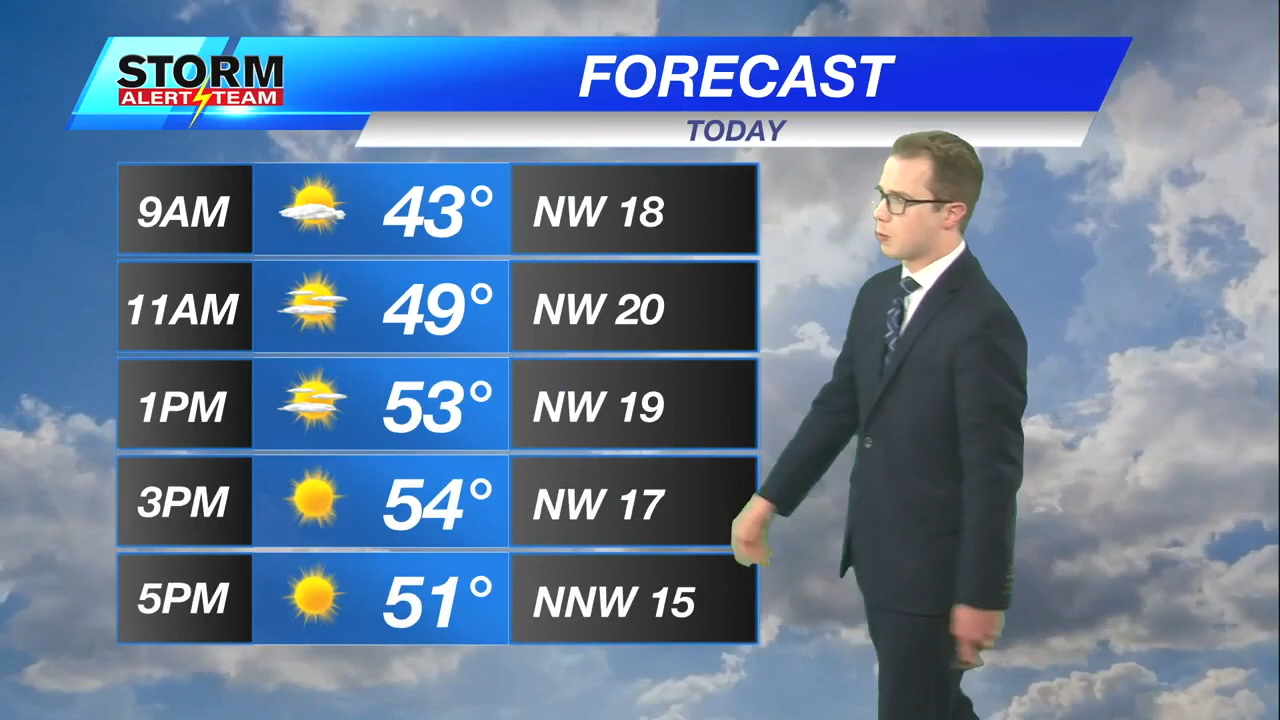 STORM
ALERT TEAM
FORECAST
TODAY
9AM 43° NW 18
11AM 49° NW 20
1PM 53° NW 19
3PM 54° NW 17
5PM 51° NNW 15